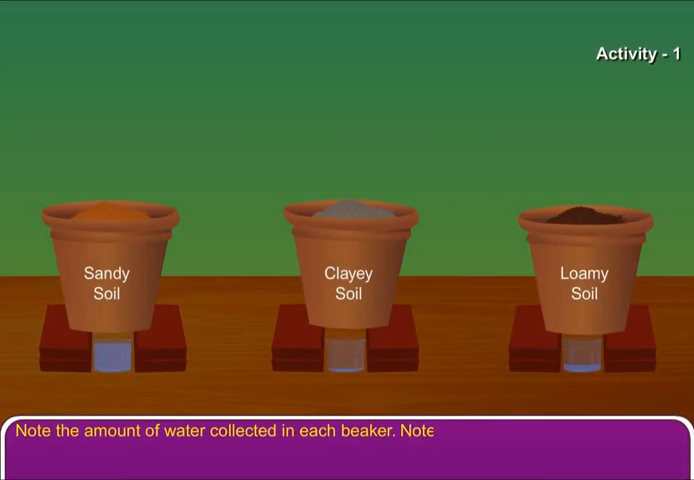 Activity - 1
Sandy
Soil
Clayey
Soil
Loamy
Soil
Note the amount of water collected in each beaker. Note